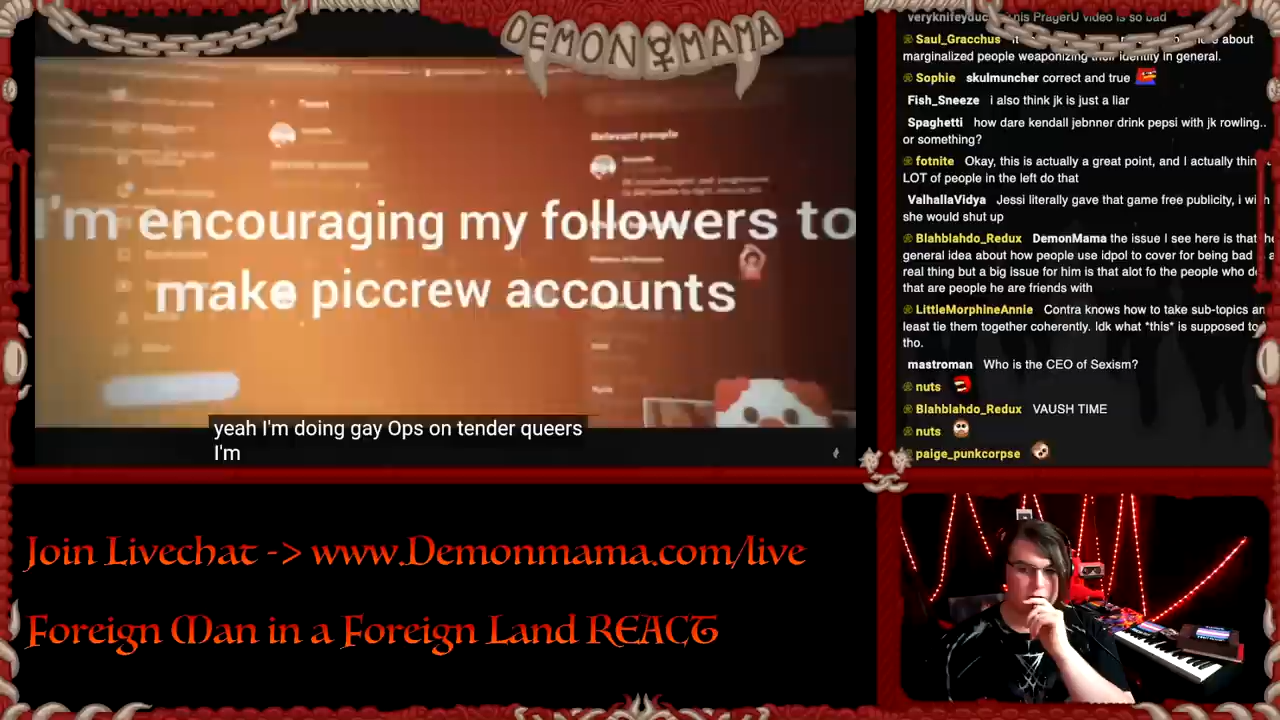 DEMON MAMA
I'm encouraging my followers to
make piccrew accounts
Tweet
Relevant people
yeah I'm doing gay Ops on tender queers
I'm
video is so bad
Saul_Gracchus
about
marginalized people weaponizing their identity in general.
Sophie skulmuncher correct and true
Fish_Sneeze i also think jk is just a liar
Spaghetti how dare kendall jebnner drink pepsi with jk rowling..
or something?
fotnite Okay, this is actually a great point, and I actually thin
LOT of people in the left do that
ValhallaVidya Jessi literally gave that game free publicity, i wi h
she would shut up
Blahblahdo_Redux DemonMama the issue I see here is that
general idea about how people use idpol to cover for being bad
real thing but a big issue for him is that alot fo the people who d
that are people he are friends with
LittleMorphineAnnie Contra knows how to take sub-topics an
least tie them together coherently. Idk what *this* is supposed to
tho.
mastroman Who is the CEO of Sexism?
nuts
Blahblahdo_Redux VAUSH TIME
nuts
paige_punkcorpse
Join Livechat -> www.Demonmama.com/live
Foreign Man in a Foreign Land REACT